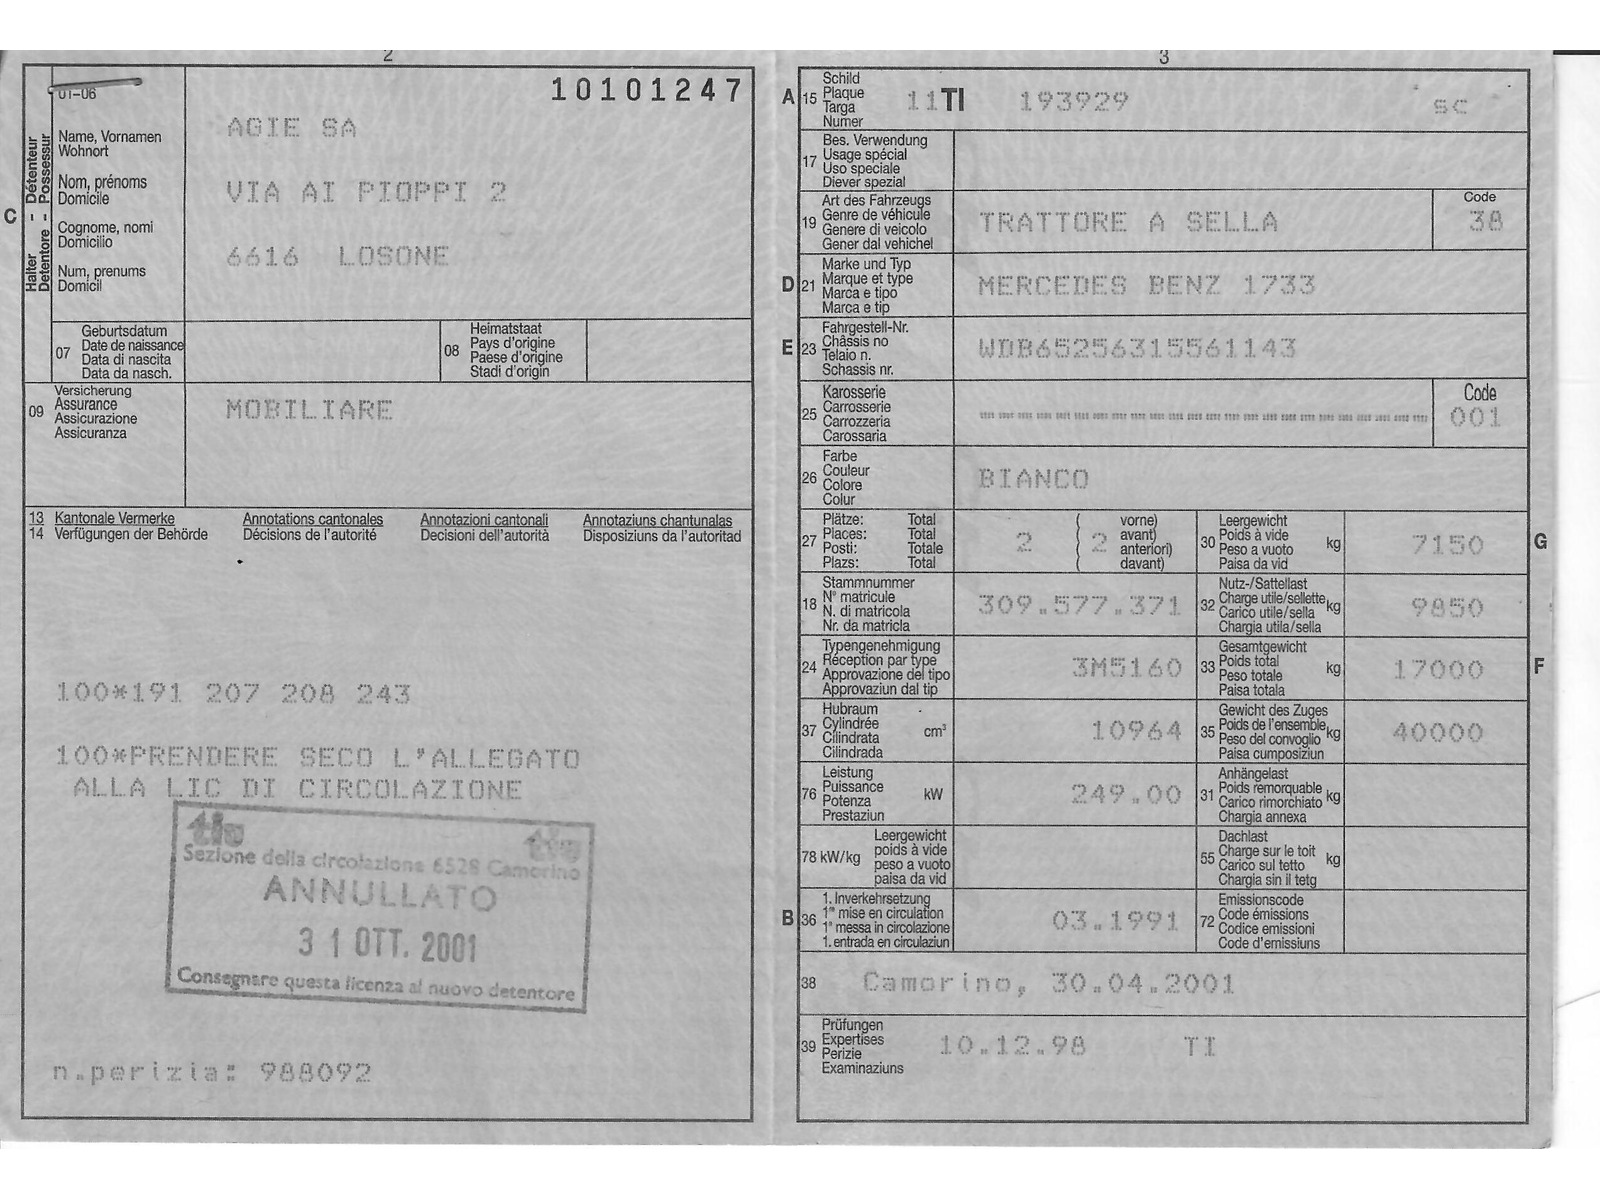 2
01-06
10101247
C
Halter - Détenteur
Detentore - Possessur
Name, Vornamen
Wohnort
Nom, prénoms
Domicile
Cognome, nomi
Domicilio
Num, prenums
Domicil
AGIE SA
VIA AI PIOPPI 2
6616 LOSONE
07
Geburtsdatum
Date de naissance
Data di nascita
Data da nasch.
08
Heimatstaat
Pays d'origine
Paese d'origine
Stadi d'origin
09
Versicherung
Assurance
Assicurazione
Assicuranza
MOBILIARE
13 Kantonale Vermerke Annotations cantonales Annotazioni cantonali Annotaziuns chantunalas
14 Verfügungen der Behörde Décisions de l'autorité Decisioni dell'autorità Disposiziuns da l'autoritad
100*191 207 208 243
100*PRENDERE SECO L'ALLEGATO
ALLA LIC DI CIRCOLAZIONE
tiu tiu
Sezione della circolazione 6528 Camorino
ANNULLATO
31 OTT. 2001
Consegnare questa licenza al nuovo detentore
n.perizia: 988092
3
A 15
Schild
Plaque
Targa
Numer
11TI 193929 sc
17
Bes. Verwendung
Usage spécial
Uso speciale
Diever spezial
19
Art des Fahrzeugs
Genre de véhicule
Genere di veicolo
Gener dal vehichel
TRATTORE A SELLA
Code
38
D 21
Marke und Typ
Marque et type
Marca e tipo
Marca e tip
MERCEDES BENZ 1733
E 23
Fahrgestell-Nr.
Châssis no
Telaio n.
Schassis nr.
WDB65256315561143
25
Karosserie
Carrosserie
Carrozzeria
Carossaria
Code
001
26
Farbe
Couleur
Colore
Colur
BIANCO
27
Plätze: Total
Places: Total
Posti: Totale
Plazs: Total
2
( vorne)
( avant)
2
( anteriori)
( davant)
30
Leergewicht
Poids à vide
Peso a vuoto
Paisa da vid
kg
7150
G
18
Stammnummer
N° matricule
N. di matricola
Nr. da matricla
309.577.371
32
Nutz-/Sattellast
Charge utile/sellette
Carico utile/sella
Chargia utila/sella
kg
9850
24
Typengenehmigung
Réception par type
Approvazione del tipo
Approvaziun dal tip
3M5160
33
Gesamtgewicht
Poids total
Peso totale
Paisa totala
kg
17000
F
37
Hubraum
Cylindrée
Cilindrata
Cilindrada
cm³
10964
35
Gewicht des Zuges
Poids de l'ensemble
Peso del convoglio
Paisa cumposiziun
kg
40000
76
Leistung
Puissance
Potenza
Prestaziun
kW
249.00
31
Anhängelast
Poids remorquable
Carico rimorchiato
Chargia annexa
kg
78 kW/kg
Leergewicht
poids à vide
peso a vuoto
paisa da vid
55
Dachlast
Charge sur le toit
Carico sul tetto
Chargia sin il tetg
kg
B 36
1. Inverkehrsetzung
1re mise en circulation
1a messa in circolazione
1. entrada en circulaziun
03.1991
72
Emissionscode
Code émissions
Codice emissioni
Code d'emissiuns
38
Camorino, 30.04.2001
39
Prüfungen
Expertises
Perizie
Examinaziuns
10.12.98 TI